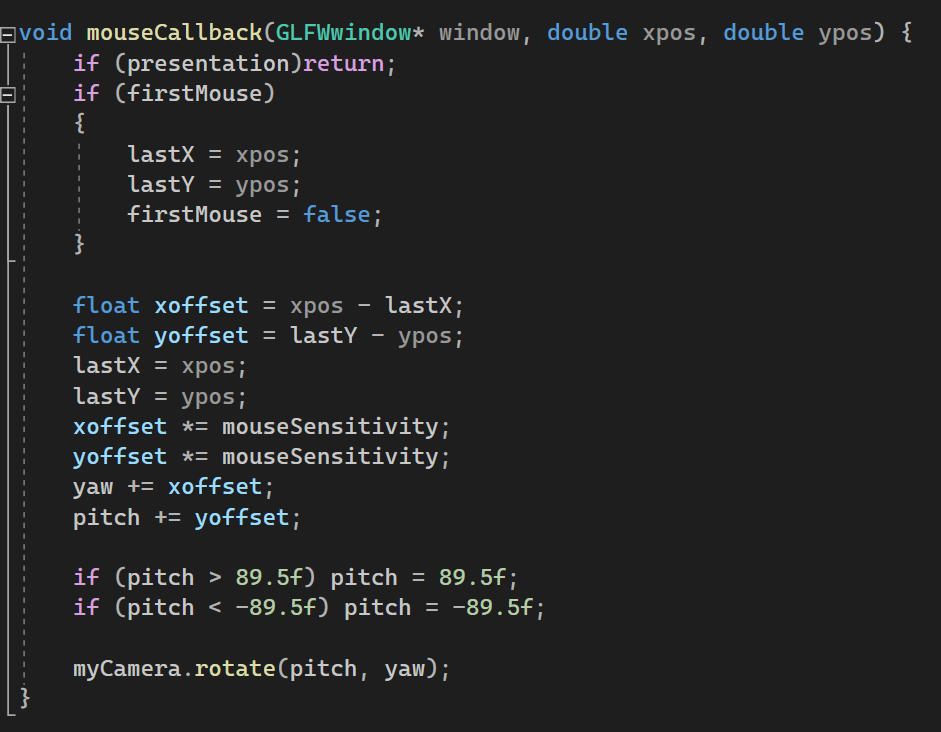 void mouseCallback(GLFWwindow* window, double xpos, double ypos) {
    if (presentation)return;
    if (firstMouse)
    {
        lastX = xpos;
        lastY = ypos;
        firstMouse = false;
    }

    float xoffset = xpos - lastX;
    float yoffset = lastY - ypos;
    lastX = xpos;
    lastY = ypos;
    xoffset *= mouseSensitivity;
    yoffset *= mouseSensitivity;
    yaw += xoffset;
    pitch += yoffset;

    if (pitch > 89.5f) pitch = 89.5f;
    if (pitch < -89.5f) pitch = -89.5f;

    myCamera.rotate(pitch, yaw);
}